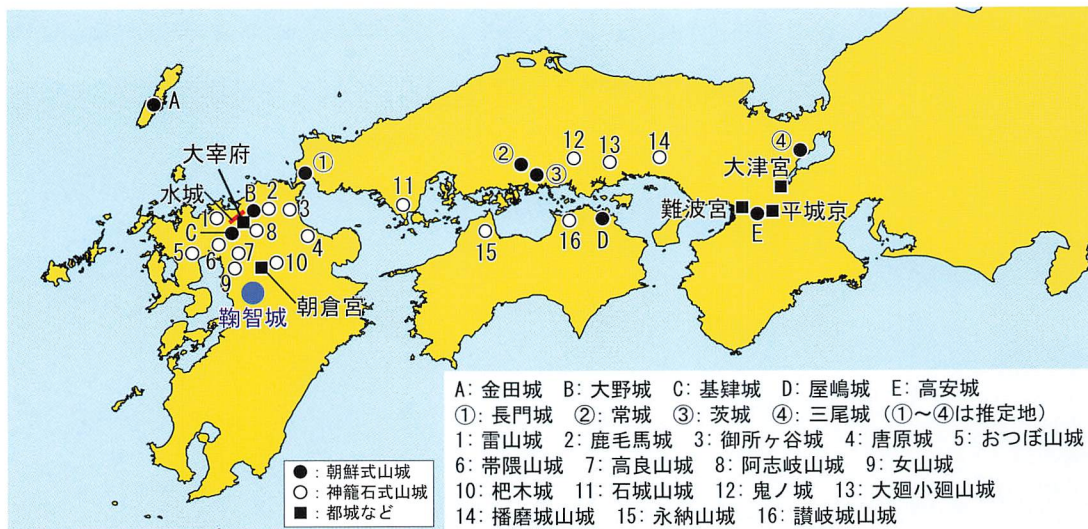 A
大宰府
水城
B
2
①
1
3
C
8
5
6
7
4
9
10
朝倉宮
鞠智城
11
②
12
13
14
③
④
大津宮
難波宮
平城京
E
15
16
D
A: 金田城 B: 大野城 C: 基肄城 D: 屋嶋城 E: 高安城
①: 長門城 ②: 常城 ③: 茨城 ④: 三尾城 (①～④は推定地)
1: 雷山城 2: 鹿毛馬城 3: 御所ヶ谷城 4: 唐原城 5: おつぼ山城
6: 帯隈山城 7: 高良山城 8: 阿志岐山城 9: 女山城
10: 杷木城 11: 石城山城 12: 鬼ノ城 13: 大廻小廻山城
14: 播磨城山城 15: 永納山城 16: 讃岐城山城
●: 朝鮮式山城
○: 神籠石式山城
■: 都城など